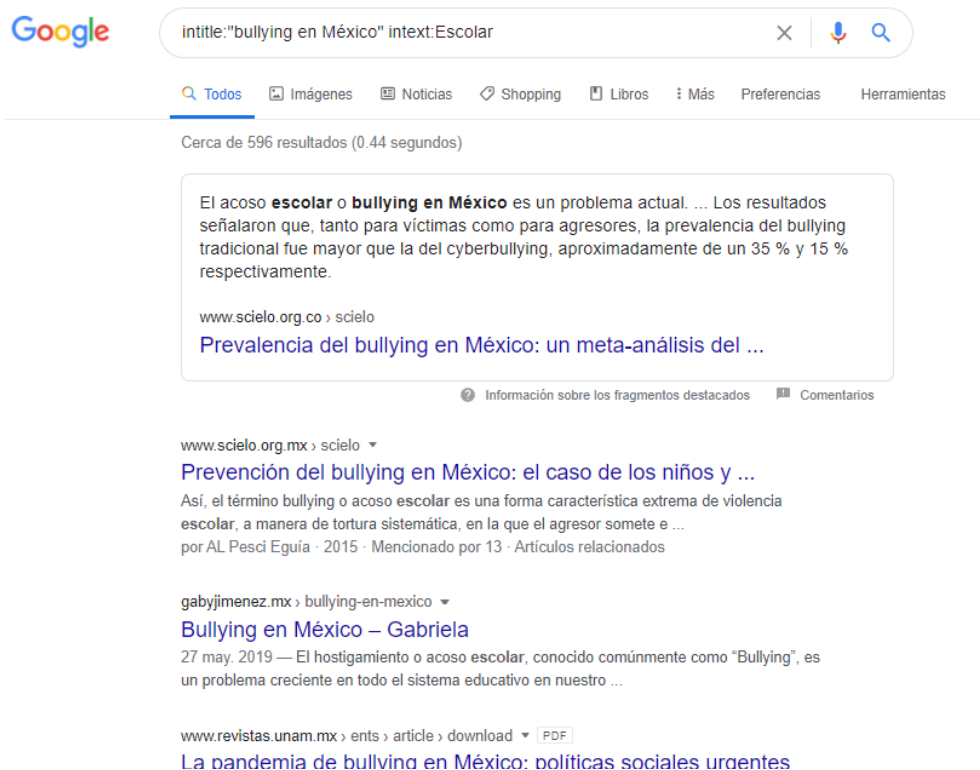 Google
intitle:"bullying en México" intext:Escolar
Todos Imágenes Noticias Shopping Libros Más Preferencias Herramientas
Cerca de 596 resultados (0.44 segundos)
El acoso escolar o bullying en México es un problema actual. ... Los resultados
señalaron que, tanto para víctimas como para agresores, la prevalencia del bullying
tradicional fue mayor que la del cyberbullying, aproximadamente de un 35 % y 15 %
respectivamente.
www.scielo.org.co › scielo
Prevalencia del bullying en México: un meta-análisis del ...
Información sobre los fragmentos destacados Comentarios
www.scielo.org.mx › scielo
Prevención del bullying en México: el caso de los niños y ...
Así, el término bullying o acoso escolar es una forma característica extrema de violencia
escolar, a manera de tortura sistemática, en la que el agresor somete e ...
por AL Pesci Eguía · 2015 · Mencionado por 13 · Artículos relacionados
gabyjimenez.mx › bullying-en-mexico
Bullying en México – Gabriela
27 may. 2019 — El hostigamiento o acoso escolar, conocido comúnmente como “Bullying”, es
un problema creciente en todo el sistema educativo en nuestro ...
www.revistas.unam.mx › ents › article › download PDF
La pandemia de bullying en México: políticas sociales urgentes